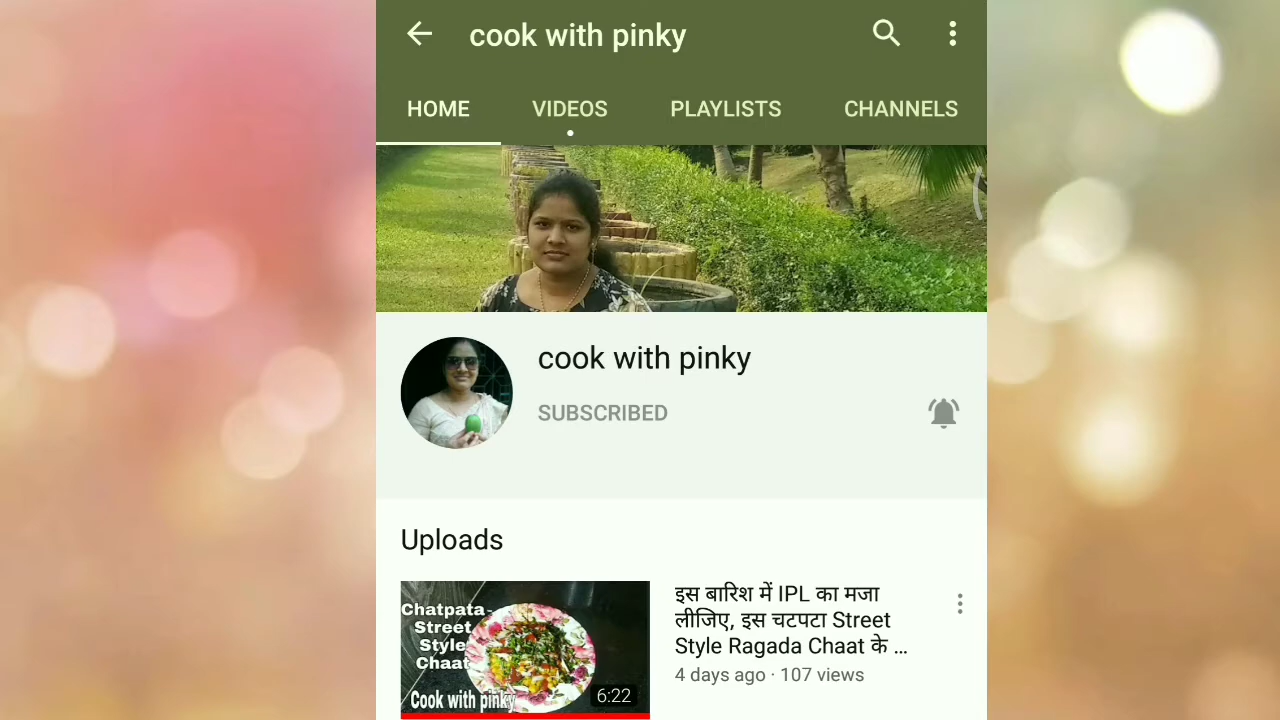 cook with pinky
HOME VIDEOS PLAYLISTS CHANNELS
cook with pinky
SUBSCRIBED
Uploads
Chatpata-
Street
Style
Chaat
Cook with pinky
6:22
इस बारिश में IPL का मजा
लीजिए, इस चटपटा Street
Style Ragada Chaat के ...
4 days ago · 107 views